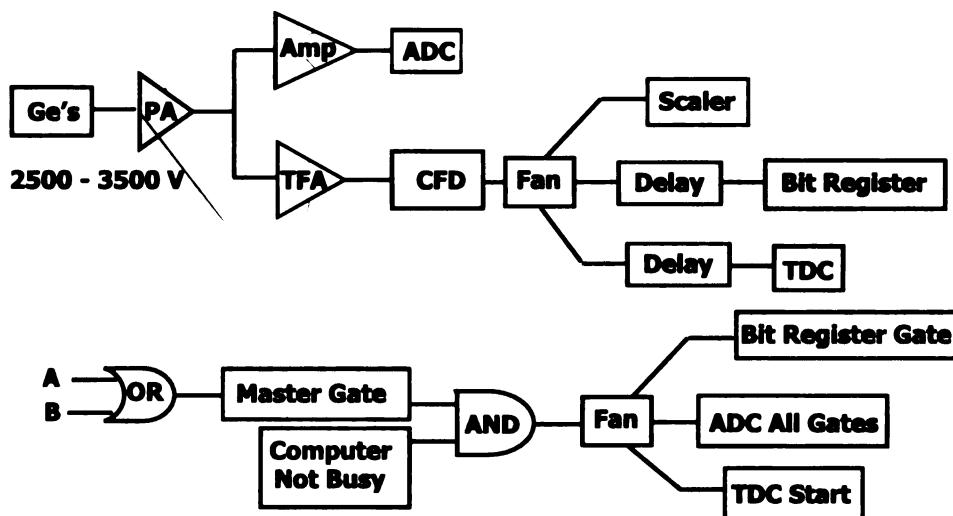 Amp
ADC
Ge's
PA
Scaler
2500 - 3500 V
TFA
CFD
Fan
Delay
Bit Register
Delay
TDC
Bit Register Gate
A
B
OR
Master Gate
AND
Fan
ADC All Gates
Computer
Not Busy
TDC Start